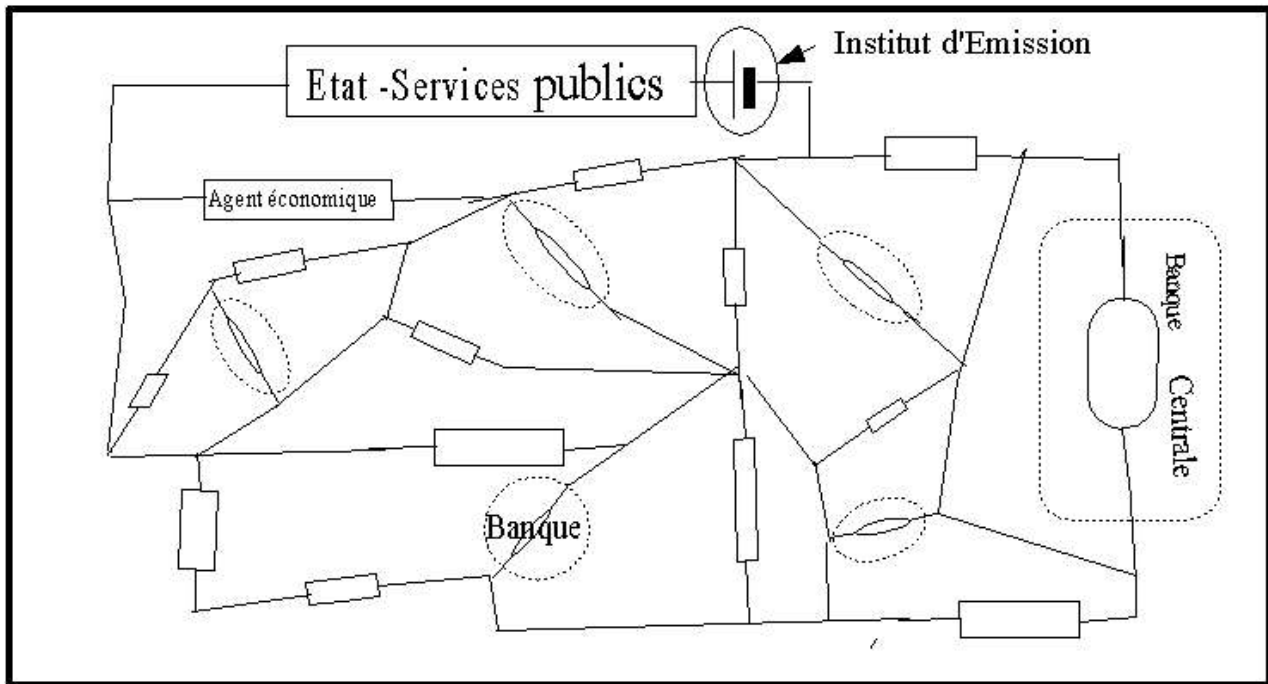 Institut d'Emission
Etat -Services publics
Agent économique
Banque
Centrale
Banque